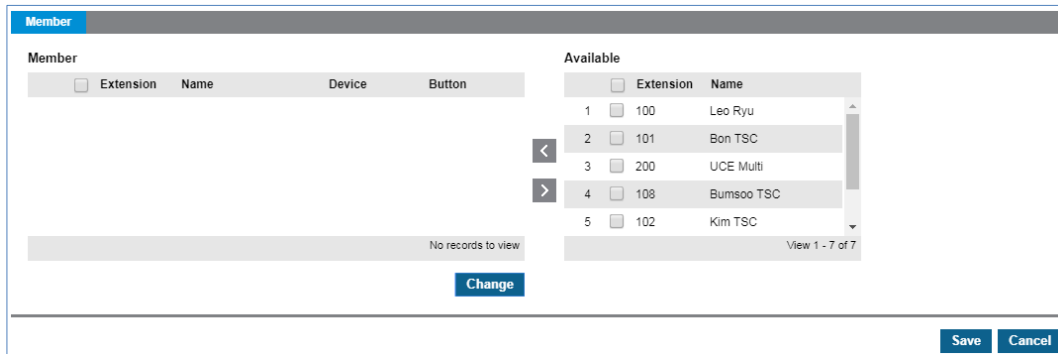 Member
Member
Extension Name Device Button
No records to view
Change
Available
Extension Name
1 100 Leo Ryu
2 101 Bon TSC
3 200 UCE Multi
4 108 Bumsoo TSC
5 102 Kim TSC
View 1 - 7 of 7
Save Cancel